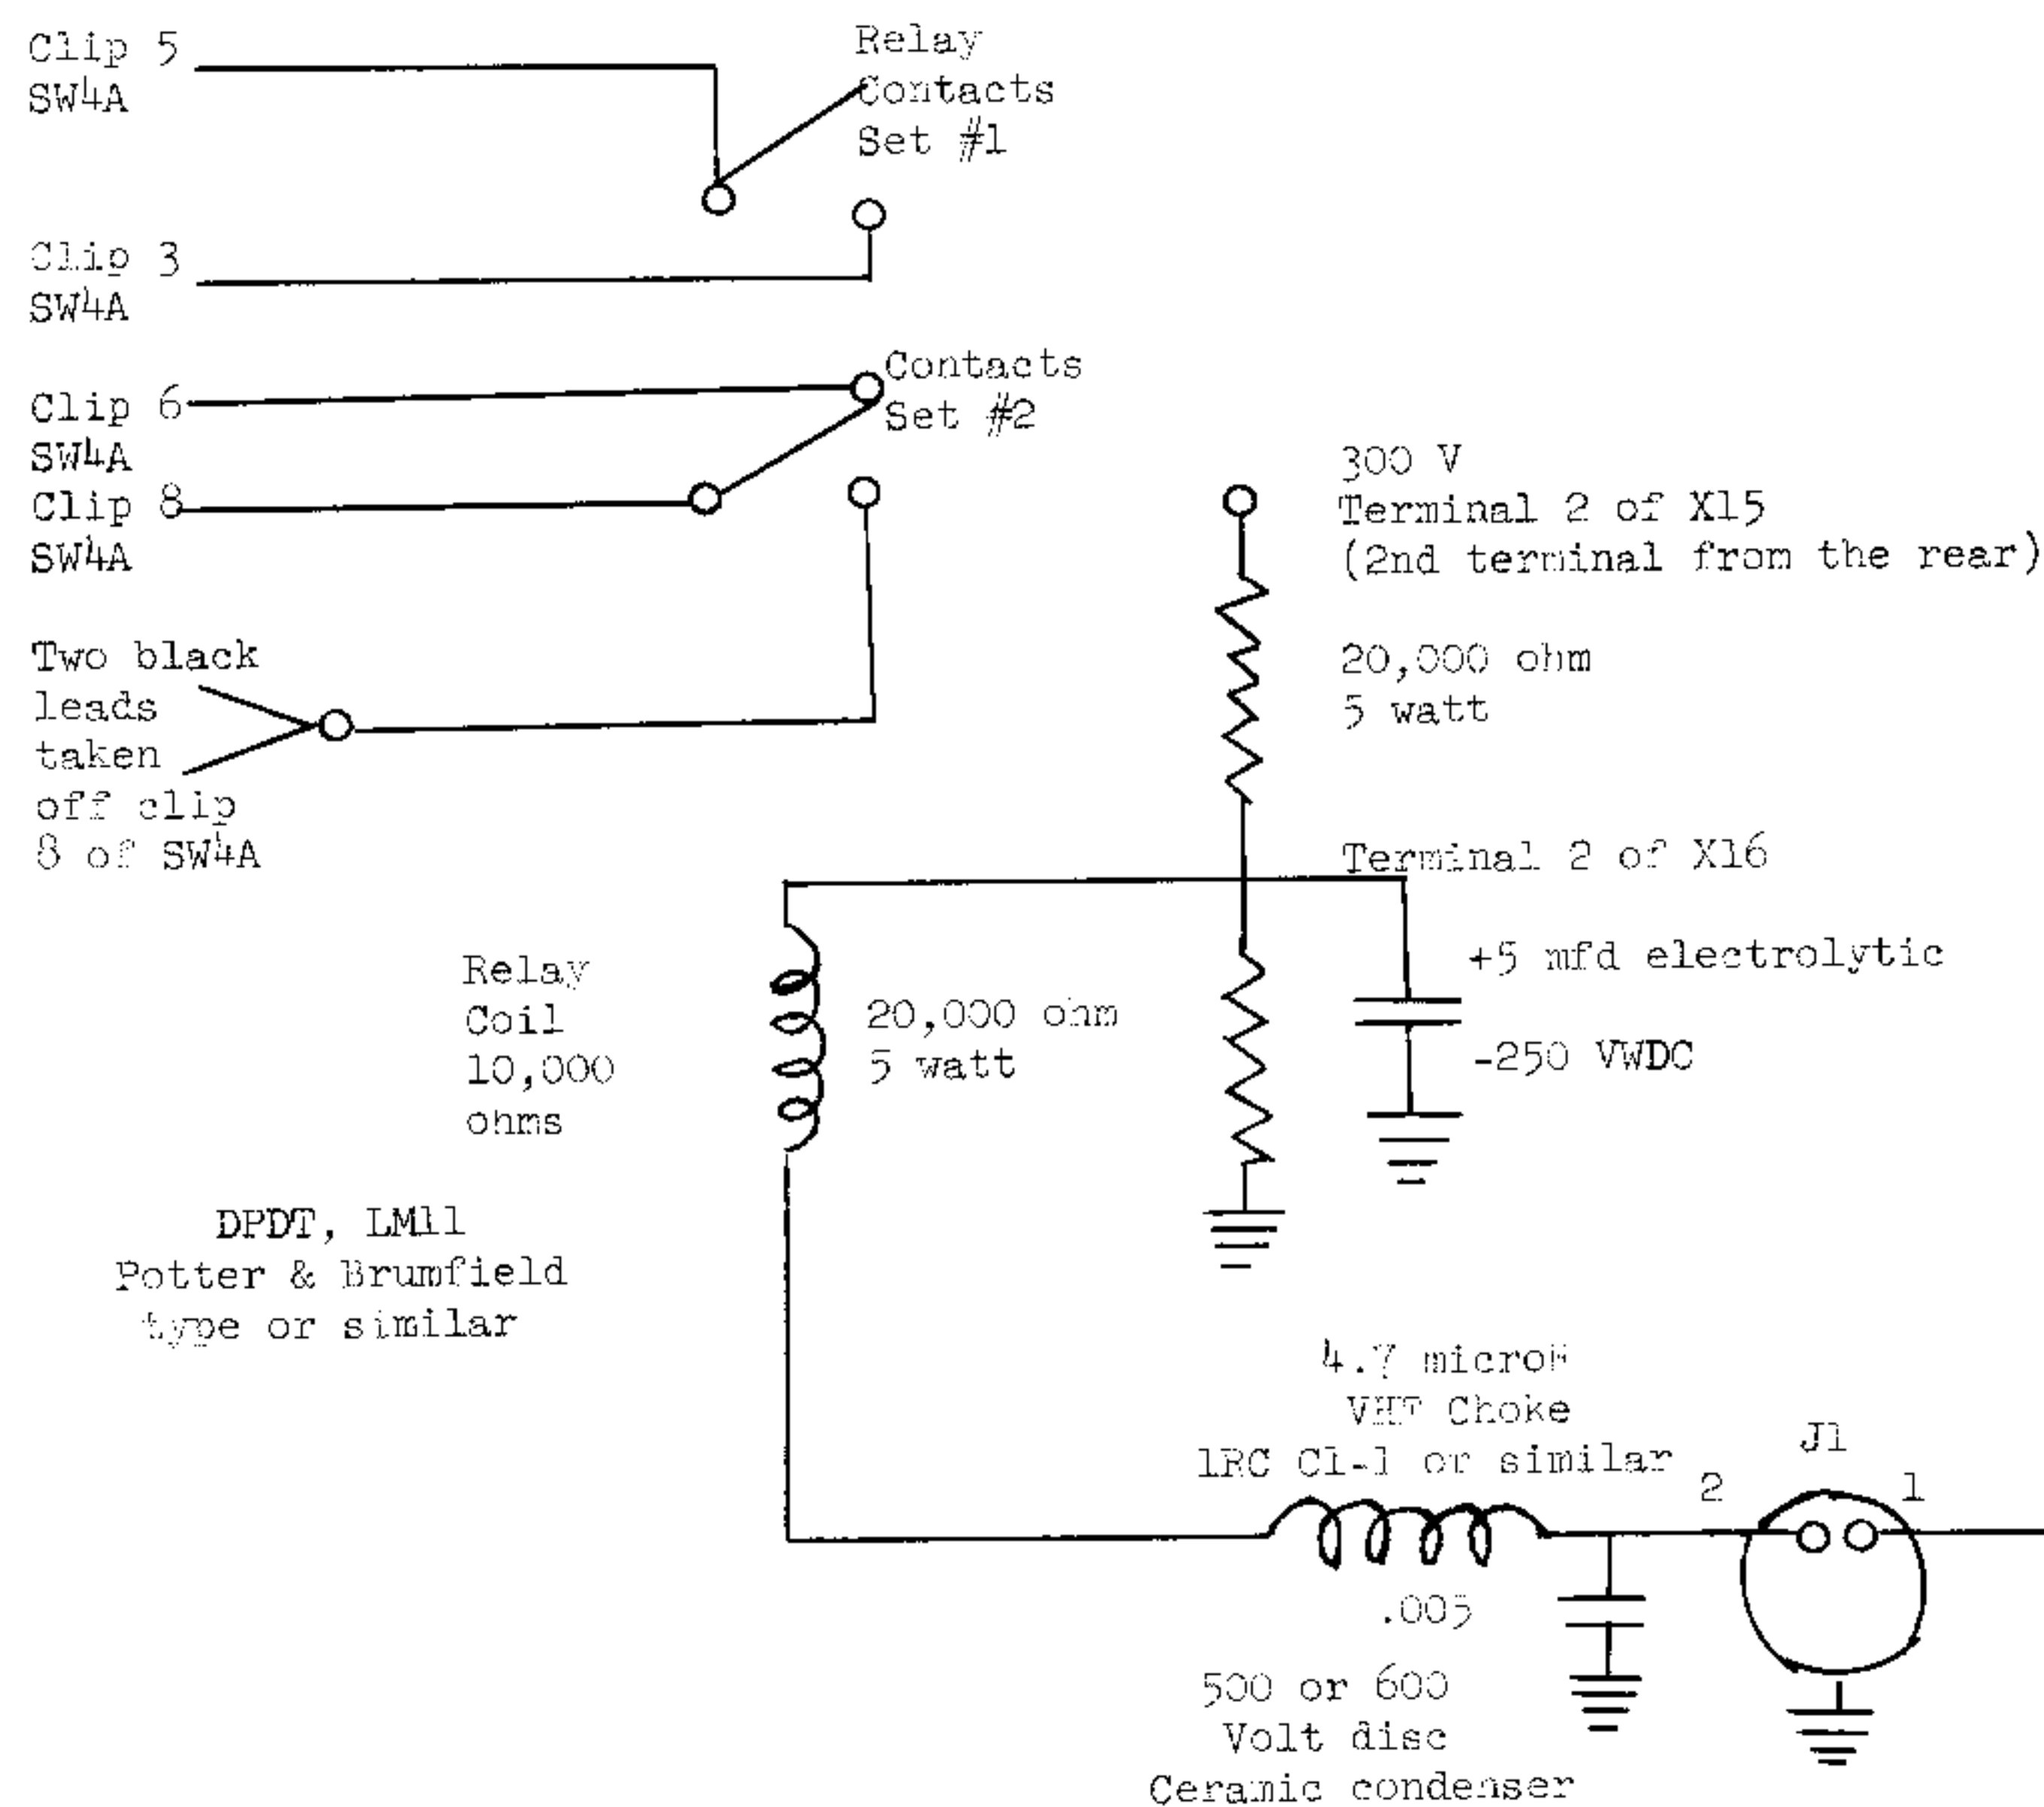 Clip 5
SW4A
Relay
Contacts
Set #1
Clip 3
SW4A
Contacts
Set #2
Clip 6
SW4A
Clip 8
SW4A
300 V
Terminal 2 of X15
(2nd terminal from the rear)
Two black
leads
taken
off clip
8 of SW4A
20,000 ohm
5 watt
Terminal 2 of X16
Relay
Coil
10,000
ohms
20,000 ohm
5 watt
+5 mfd electrolytic
-250 VWDC
DPDT, LM11
Potter & Brumfield
type or similar
4.7 microH
VHF Choke
1RC C1-1 or similar
J1
2
1
.005
500 or 600
Volt disc
Ceramic condenser